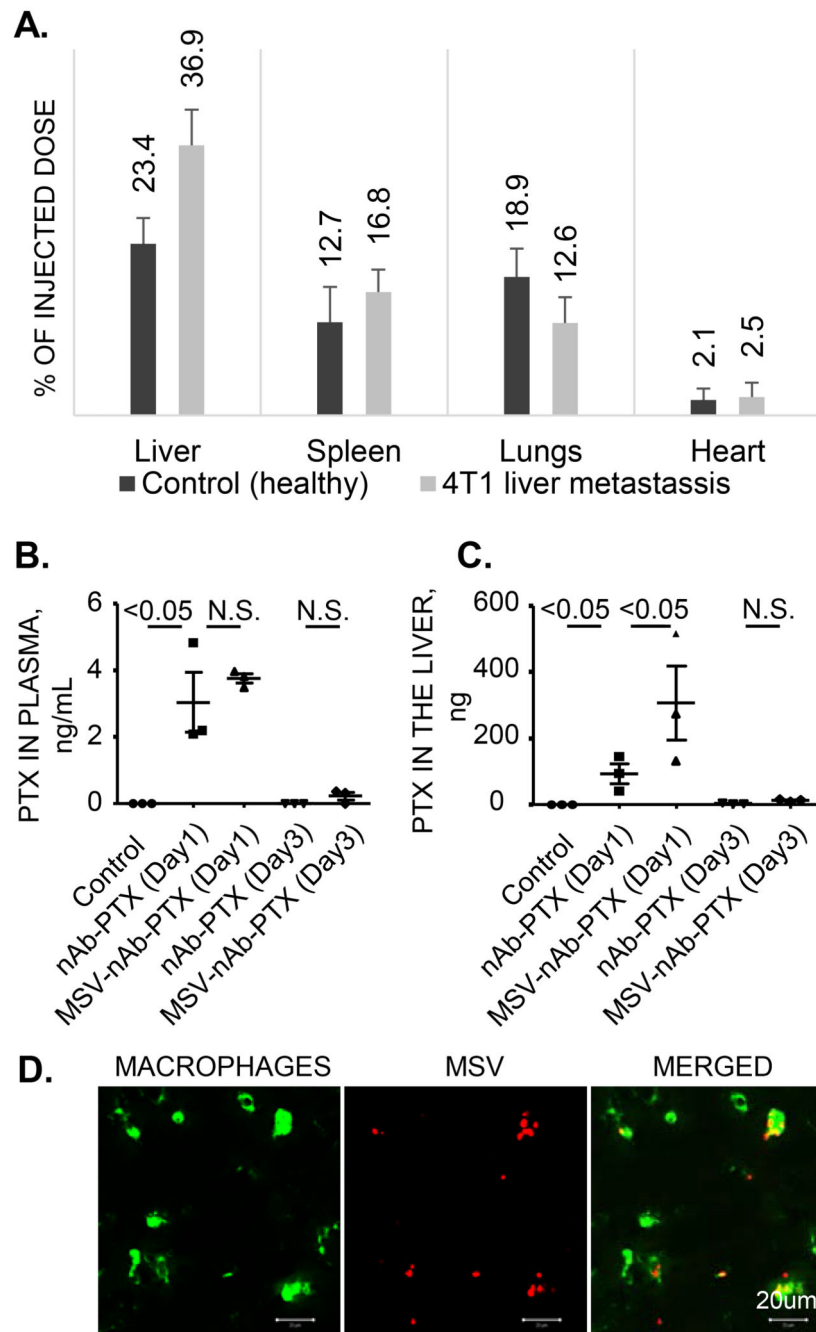 A.
% OF INJECTED DOSE
23.4
36.9
12.7
16.8
18.9
12.6
2.1
2.5
Liver Spleen Lungs Heart
Control (healthy) 4T1 liver metastassis
B.
PTX IN PLASMA,
ng/mL
6
4
2
0
<0.05 N.S. N.S.
Control
nAb-PTX (Day1)
MSV-nAb-PTX (Day1)
nAb-PTX (Day3)
MSV-nAb-PTX (Day3)
C.
PTX IN THE LIVER,
ng
600
400
200
0
<0.05 <0.05 N.S.
Control
nAb-PTX (Day1)
MSV-nAb-PTX (Day1)
nAb-PTX (Day3)
MSV-nAb-PTX (Day3)
D.
MACROPHAGES MSV MERGED
20um